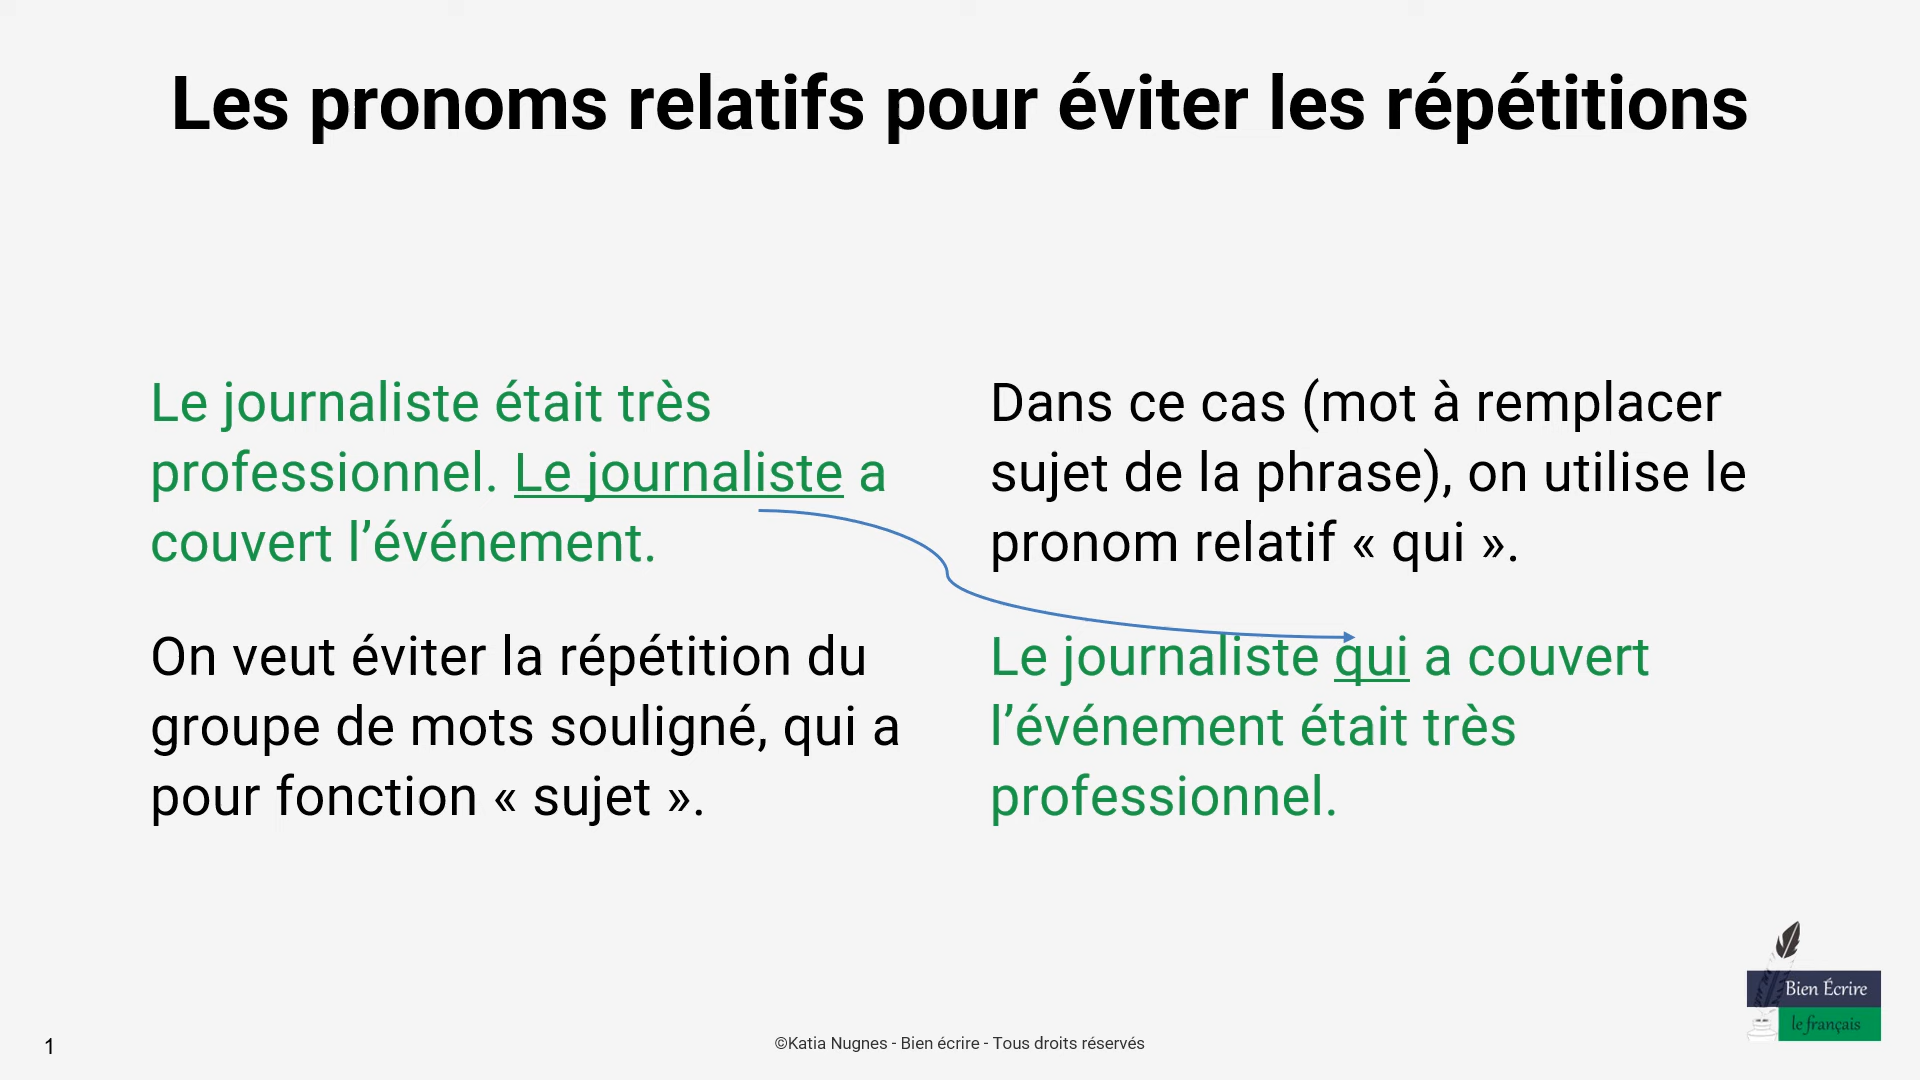 Les pronoms relatifs pour éviter les répétitions
Le journaliste était très
professionnel. Le journaliste a
couvert l’événement.
On veut éviter la répétition du
groupe de mots souligné, qui a
pour fonction « sujet ».
Dans ce cas (mot à remplacer
sujet de la phrase), on utilise le
pronom relatif « qui ».
Le journaliste qui a couvert
l’événement était très
professionnel.
Bien Écrire
le français
1
©Katia Nugnes - Bien écrire - Tous droits réservés